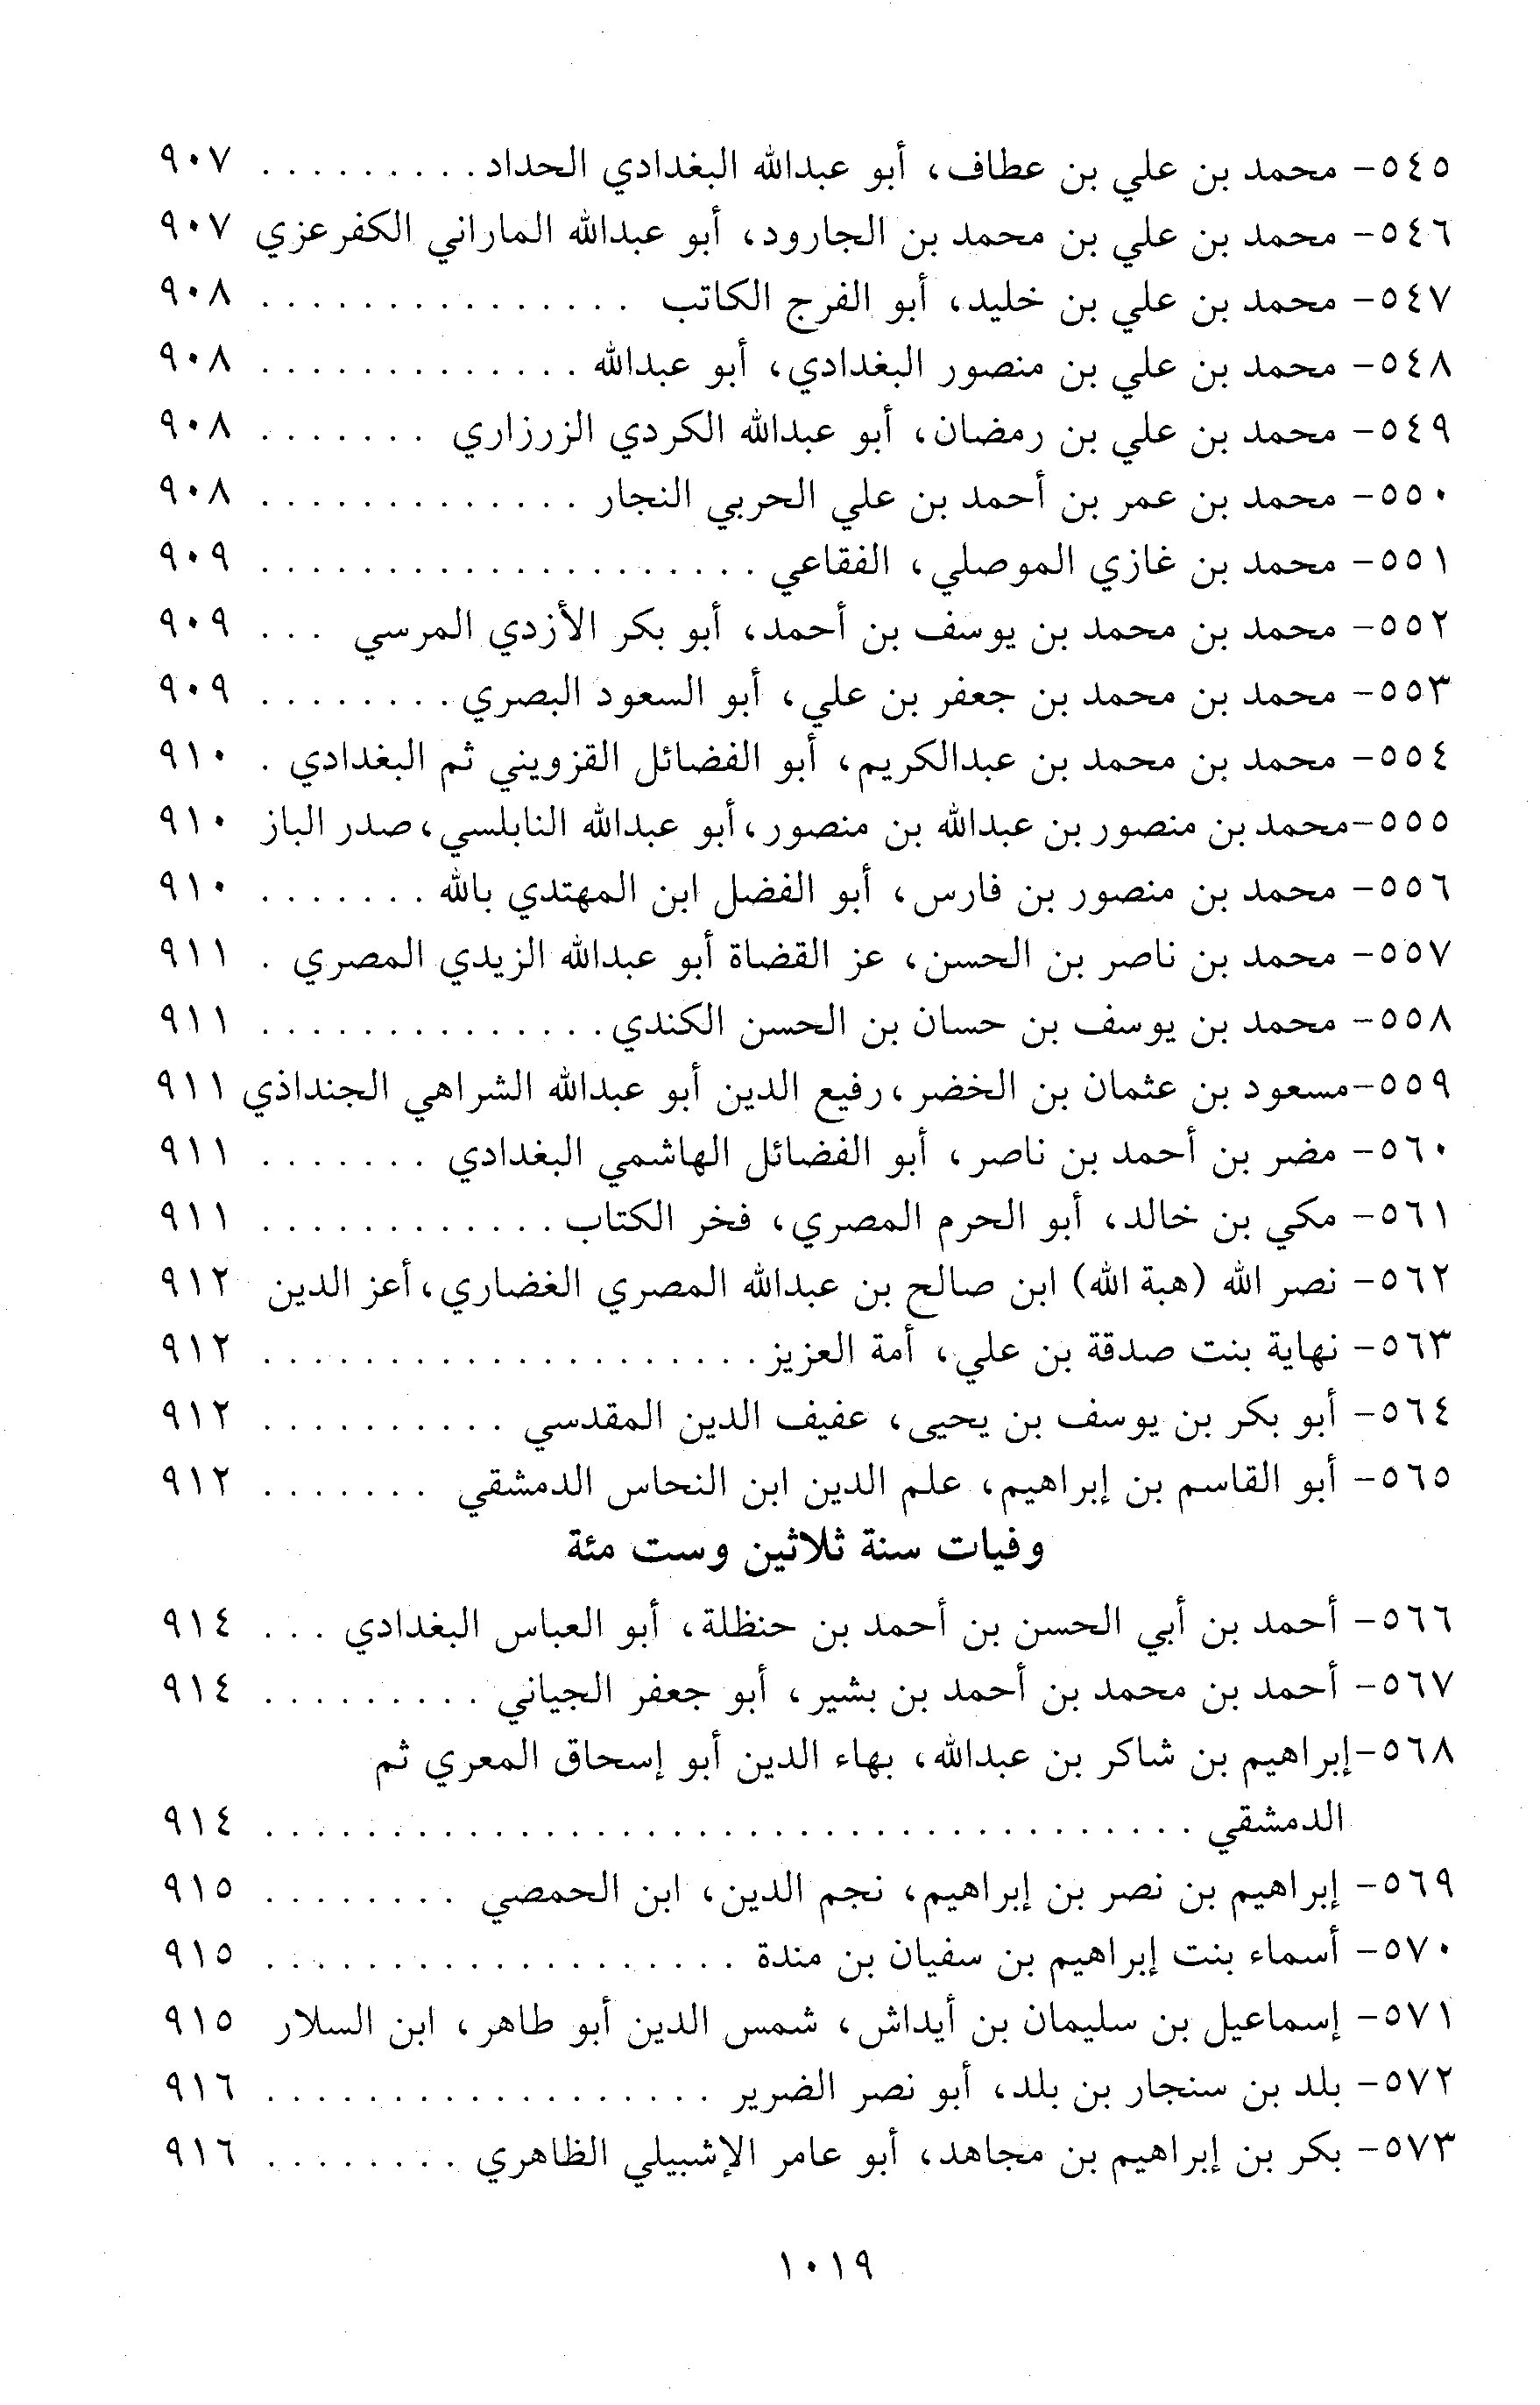 ٥٤٥- محمد بن علي بن عطاف، أبو عبدالله البغدادي الحداد . . . . . . . . . ٩٠٧
٥٤٦- محمد بن علي بن محمد بن الجارود، أبو عبدالله الماراني الكفرعزي ٩٠٧
٥٤٧- محمد بن علي بن خليد، أبو الفرج الكاتب . . . . . . . . . . . . . . . ٩٠٨
٥٤٨- محمد بن علي بن منصور البغدادي، أبو عبدالله . . . . . . . . . . . . . ٩٠٨
٥٤٩- محمد بن علي بن رمضان، أبو عبدالله الكردي الزرزاري . . . . . . . ٩٠٨
٥٥٠- محمد بن عمر بن أحمد بن علي الحربي النجار . . . . . . . . . . . . . ٩٠٨
٥٥١- محمد بن غازي الموصلي، الفقاعي . . . . . . . . . . . . . . . . . . . . ٩٠٩
٥٥٢- محمد بن محمد بن يوسف بن أحمد، أبو بكر الأزدي المرسي . . . ٩٠٩
٥٥٣- محمد بن محمد بن جعفر بن علي، أبو السعود البصري . . . . . . . . ٩٠٩
٥٥٤- محمد بن محمد بن عبدالكريم، أبو الفضائل القزويني ثم البغدادي . ٩١٠
٥٥٥-محمد بن منصور بن عبدالله بن منصور،أبو عبدالله النابلسي،صدر الباز ٩١٠
٥٥٦- محمد بن منصور بن فارس، أبو الفضل ابن المهتدي بالله . . . . . . . ٩١٠
٥٥٧- محمد بن ناصر بن الحسن، عز القضاة أبو عبدالله الزيدي المصري . ٩١١
٥٥٨- محمد بن يوسف بن حسان بن الحسن الكندي . . . . . . . . . . . . . . ٩١١
٥٥٩-مسعود بن عثمان بن الخضر،رفيع الدين أبو عبدالله الشراهي الجنداذي ٩١١
٥٦٠- مضر بن أحمد بن ناصر، أبو الفضائل الهاشمي البغدادي . . . . . . . ٩١١
٥٦١- مكي بن خالد، أبو الحرم المصري، فخر الكتاب . . . . . . . . . . . . ٩١١
٥٦٢- نصر الله (هبة الله) ابن صالح بن عبدالله المصري الغضاري،أعز الدين ٩١٢
٥٦٣- نهاية بنت صدقة بن علي، أمة العزيز . . . . . . . . . . . . . . . . . . . . ٩١٢
٥٦٤- أبو بكر بن يوسف بن يحيى، عفيف الدين المقدسي . . . . . . . . . . ٩١٢
٥٦٥- أبو القاسم بن إبراهيم، علم الدين ابن النحاس الدمشقي . . . . . . . ٩١٢
وفيات سنة ثلاثين وست مئة
٥٦٦- أحمد بن أبي الحسن بن أحمد بن حنظلة، أبو العباس البغدادي . . . ٩١٤
٥٦٧- أحمد بن محمد بن أحمد بن بشير، أبو جعفر الجياني . . . . . . . . . ٩١٤
٥٦٨-إبراهيم بن شاكر بن عبدالله، بهاء الدين أبو إسحاق المعري ثم
الدمشقي . . . . . . . . . . . . . . . . . . . . . . . . . . . . . . . . . . . . . ٩١٤
٥٦٩- إبراهيم بن نصر بن إبراهيم، نجم الدين، ابن الحمصي . . . . . . . . ٩١٥
٥٧٠- أسماء بنت إبراهيم بن سفيان بن مندة . . . . . . . . . . . . . . . . . . . ٩١٥
٥٧١- إسماعيل بن سليمان بن أيداش، شمس الدين أبو طاهر، ابن السلار ٩١٥
٥٧٢- بلد بن سنجار بن بلد، أبو نصر الضرير . . . . . . . . . . . . . . . . . . ٩١٦
٥٧٣- بكر بن إبراهيم بن مجاهد، أبو عامر الإشبيلي الظاهري . . . . . . . . ٩١٦
١٠١٩